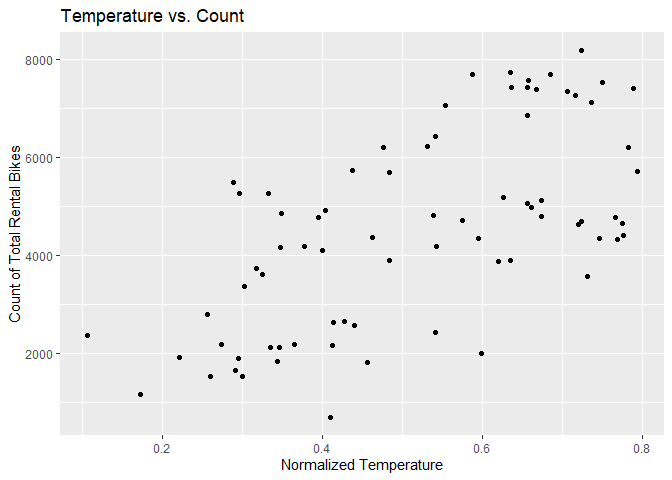 Temperature vs. Count
Count of Total Rental Bikes
8000
6000
4000
2000
0.2 0.4 0.6 0.8
Normalized Temperature